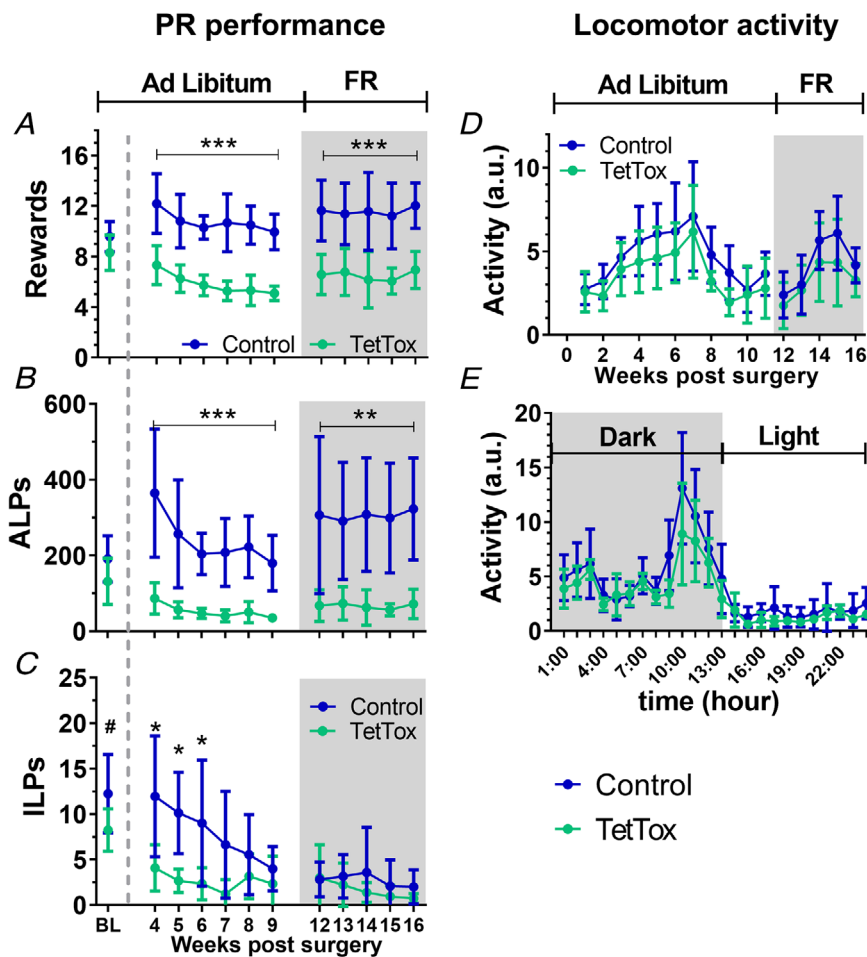 PR performance
Locomotor activity
Ad Libitum
FR
Ad Libitum
FR
A
Rewards
16
12
8
4
0
***
***
Control
TetTox
B
ALPs
600
400
200
0
***
**
C
ILPs
25
20
15
10
5
0
#
*
*
*
Control
TetTox
BL
4
5
6
7
8
9
12
13
14
15
16
Weeks post surgery
D
Activity (a.u.)
10
5
0
Control
TetTox
0
2
4
6
8
10
12
14
16
Weeks post surgery
E
Activity (a.u.)
20
15
10
5
0
Dark
Light
1:00
4:00
7:00
10:00
13:00
16:00
19:00
22:00
time (hour)
Control
TetTox